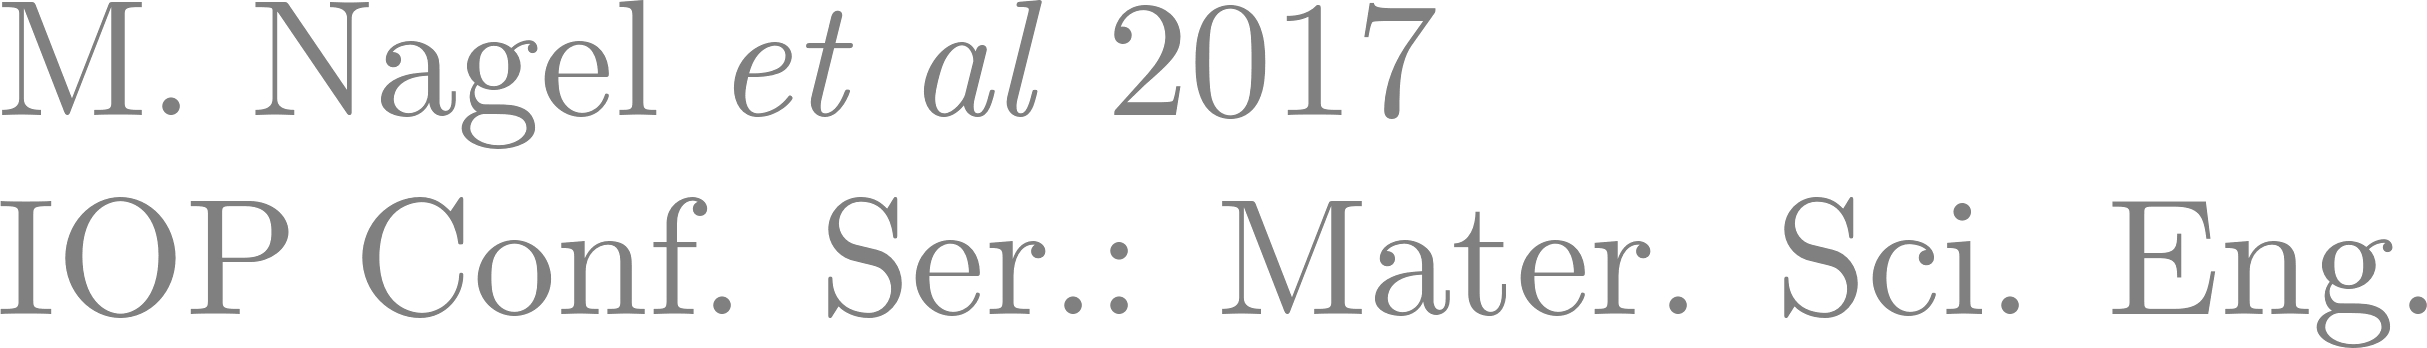 M. Nagel et al 2017
IOP Conf. Ser.: Mater. Sci. Eng.